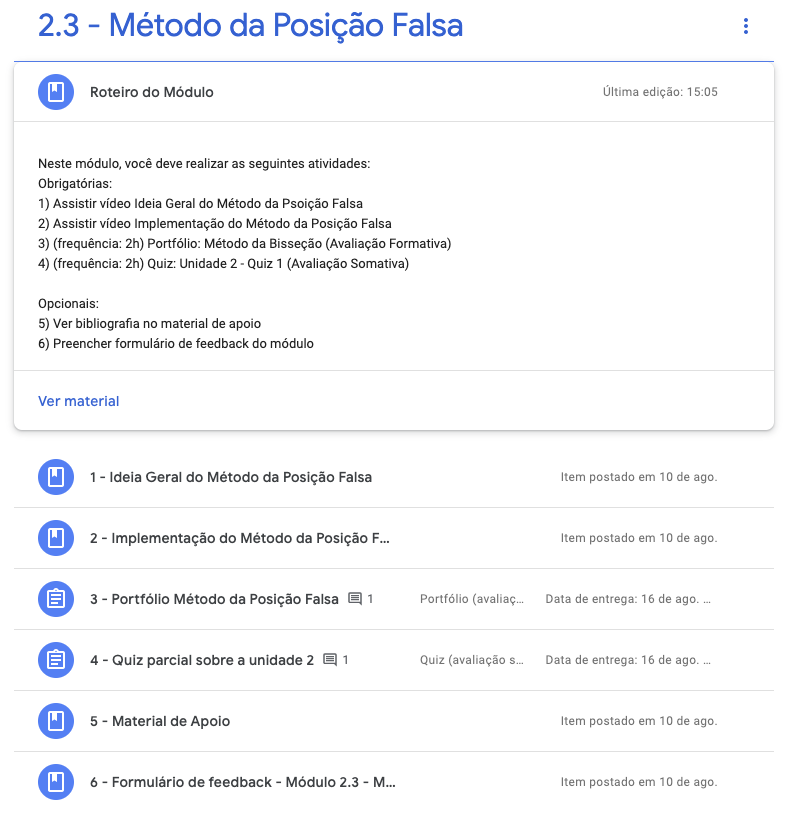 2.3 - Método da Posição Falsa
Roteiro do Módulo
Última edição: 15:05
Neste módulo, você deve realizar as seguintes atividades:
Obrigatórias:
1) Assistir vídeo Ideia Geral do Método da Psoição Falsa
2) Assistir vídeo Implementação do Método da Posição Falsa
3) (frequência: 2h) Portfólio: Método da Bisseção (Avaliação Formativa)
4) (frequência: 2h) Quiz: Unidade 2 - Quiz 1 (Avaliação Somativa)
Opcionais:
5) Ver bibliografia no material de apoio
6) Preencher formulário de feedback do módulo
Ver material
1 - Ideia Geral do Método da Posição Falsa
Item postado em 10 de ago.
2 - Implementação do Método da Posição F...
Item postado em 10 de ago.
3 - Portfólio Método da Posição Falsa
1
Portfólio (avaliaç...
Data de entrega: 16 de ago. ...
4 - Quiz parcial sobre a unidade 2
1
Quiz (avaliação s...
Data de entrega: 16 de ago. ...
5 - Material de Apoio
Item postado em 10 de ago.
6 - Formulário de feedback - Módulo 2.3 - M...
Item postado em 10 de ago.